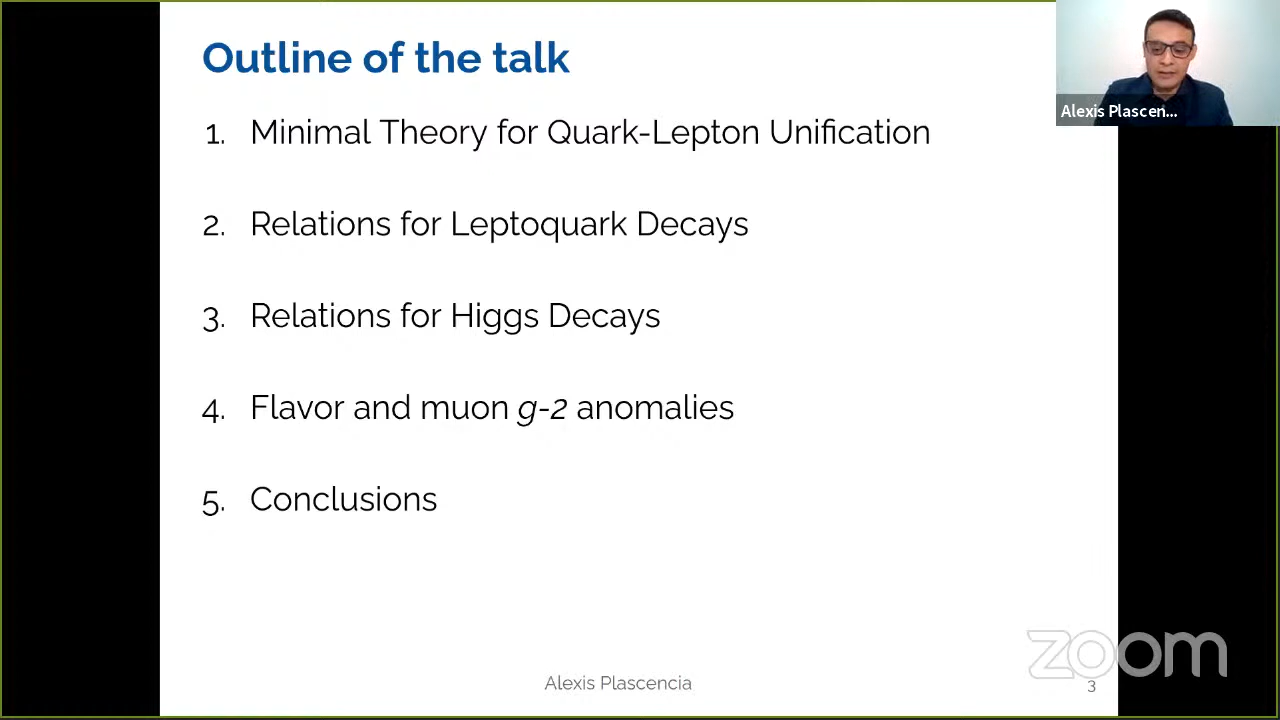 Outline of the talk
Alexis Plascen...
1. Minimal Theory for Quark-Lepton Unification
2. Relations for Leptoquark Decays
3. Relations for Higgs Decays
4. Flavor and muon g-2 anomalies
5. Conclusions
zoom
Alexis Plascencia
3